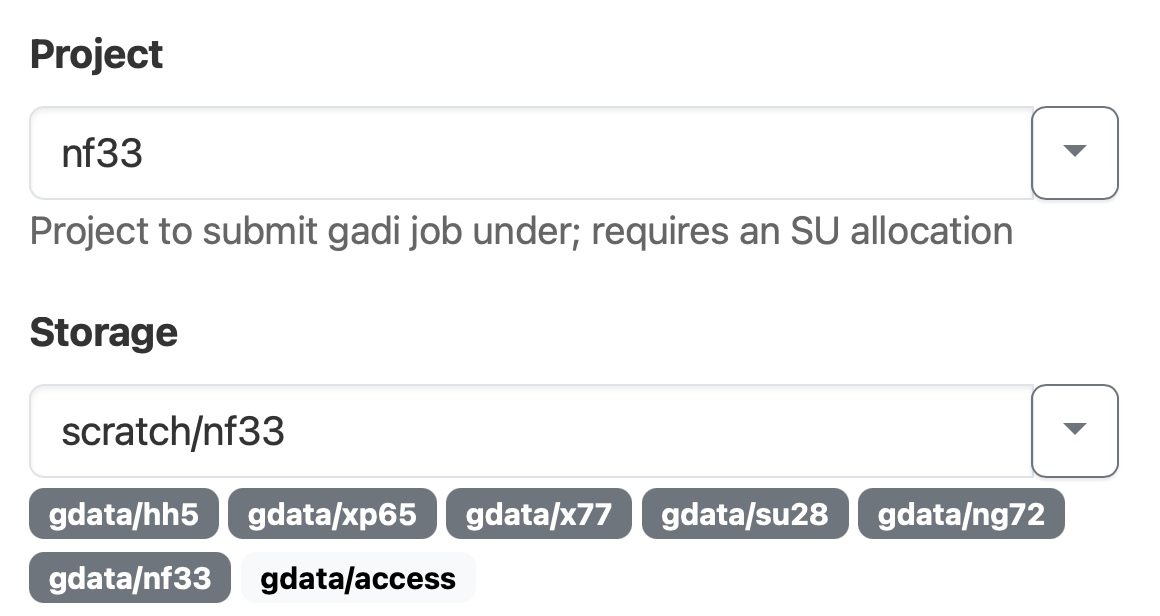 Project
nf33
Project to submit gadi job under; requires an SU allocation
Storage
scratch/nf33
gdata/hh5 gdata/xp65 gdata/x77 gdata/su28 gdata/ng72
gdata/nf33 gdata/access